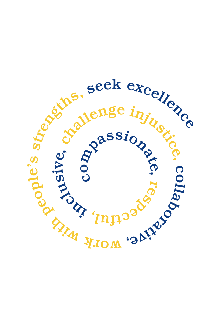 compassionate, respectful, inclusive, challenge injustice, collaborative, work with people's strengths, seek excellence